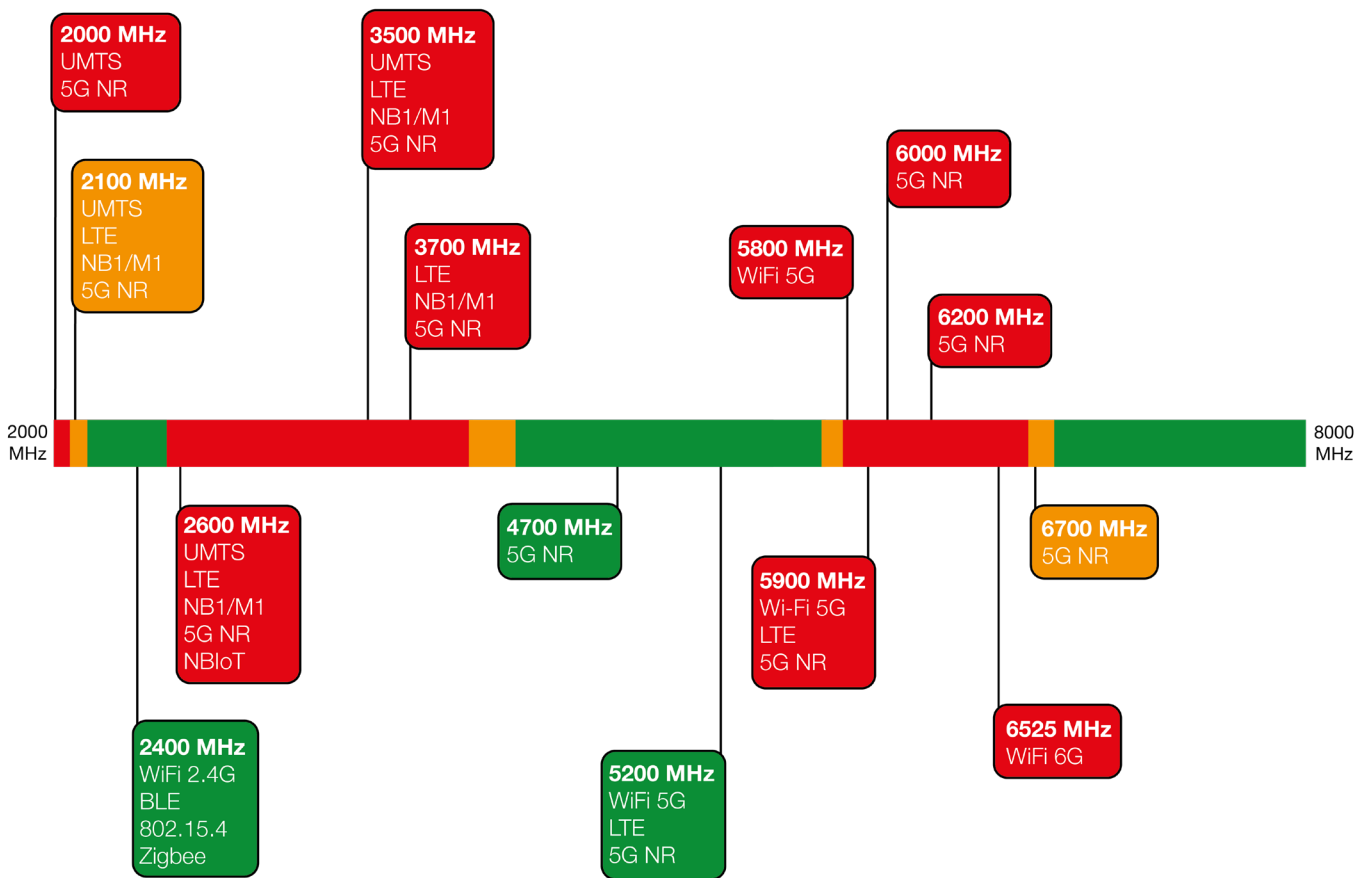 2000 MHz
UMTS
5G NR
2100 MHz
UMTS
LTE
NB1/M1
5G NR
3500 MHz
UMTS
LTE
NB1/M1
5G NR
3700 MHz
LTE
NB1/M1
5G NR
5800 MHz
WiFi 5G
6000 MHz
5G NR
6200 MHz
5G NR
2000
MHz
8000
MHz
2600 MHz
UMTS
LTE
NB1/M1
5G NR
NBIoT
2400 MHz
WiFi 2.4G
BLE
802.15.4
Zigbee
4700 MHz
5G NR
5200 MHz
WiFi 5G
LTE
5G NR
5900 MHz
Wi-Fi 5G
LTE
5G NR
6700 MHz
5G NR
6525 MHz
WiFi 6G